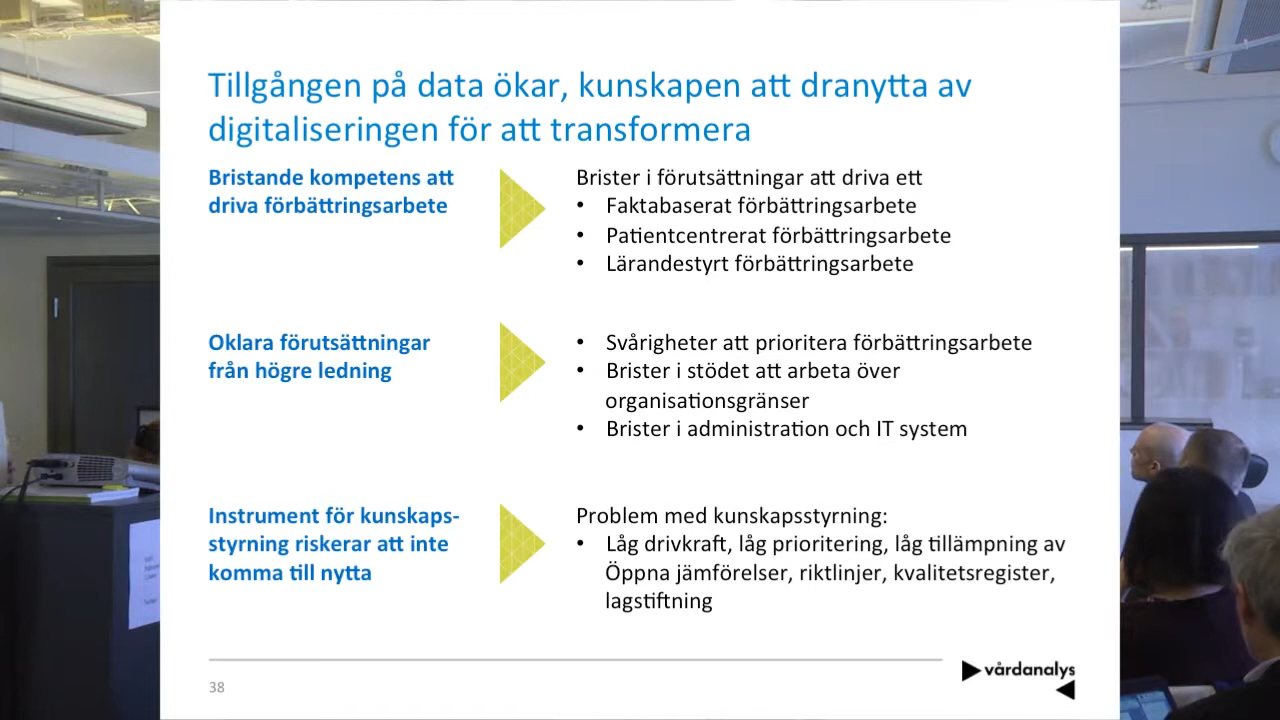 Tillgången på data ökar, kunskapen att dranytta av
digitaliseringen för att transformera
Bristande kompetens att
driva förbättringsarbete
Brister i förutsättningar att driva ett
• Faktabaserat förbättringsarbete
• Patientcentrerat förbättringsarbete
• Lärandestyrt förbättringsarbete
Oklara förutsättningar
från högre ledning
• Svårigheter att prioritera förbättringsarbete
• Brister i stödet att arbeta över
organisationsgränser
• Brister i administration och IT system
Instrument för kunskaps-
styrning riskerar att inte
komma till nytta
Problem med kunskapsstyrning:
• Låg drivkraft, låg prioritering, låg tillämpning av
Öppna jämförelser, riktlinjer, kvalitetsregister,
lagstiftning
38
vårdanalys